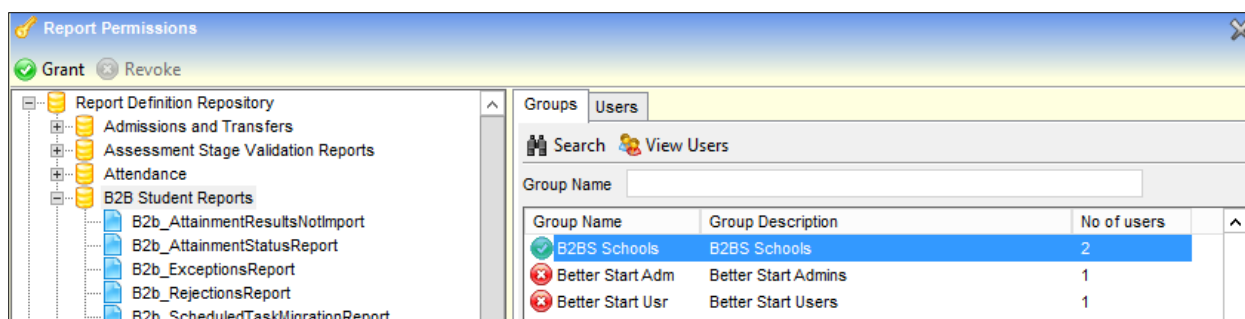 Report Permissions
Grant Revoke
Report Definition Repository
Admissions and Transfers
Assessment Stage Validation Reports
Attendance
B2B Student Reports
B2b_AttainmentResultsNotImport
B2b_AttainmentStatusReport
B2b_ExceptionsReport
B2b_RejectionsReport
B2b_ScheduledTaskMigrationReport
Groups Users
Search View Users
Group Name
Group Name Group Description No of users
B2BS Schools B2BS Schools 2
Better Start Adm Better Start Admins 1
Better Start Usr Better Start Users 1